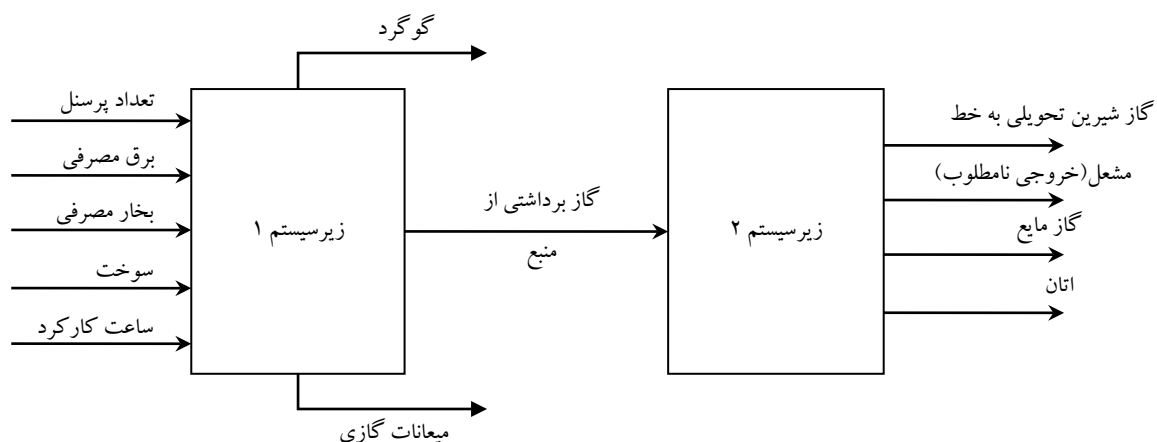 گوگرد
تعداد پرسنل
برق مصرفی
بخار مصرفی
سوخت
ساعت کارکرد
زیرسیستم ۱
میعانات گازی
گاز برداشتی از
منبع
زیرسیستم ۲
گاز شیرین تحویلی به خط
مشعل(خروجی نامطلوب)
گاز مایع
اتان